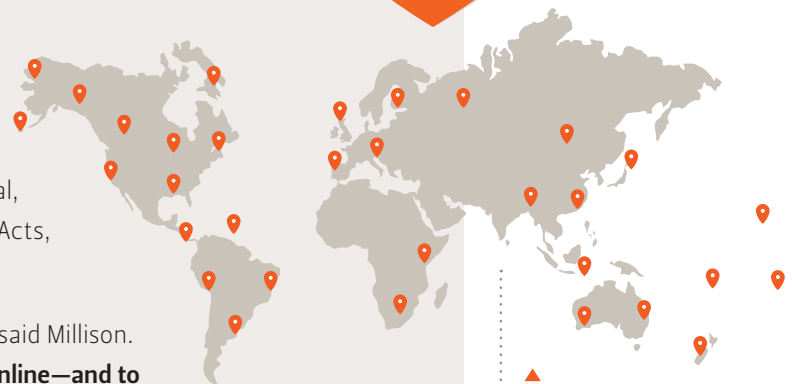 al,
Acts,
said Millison.
nline—and to